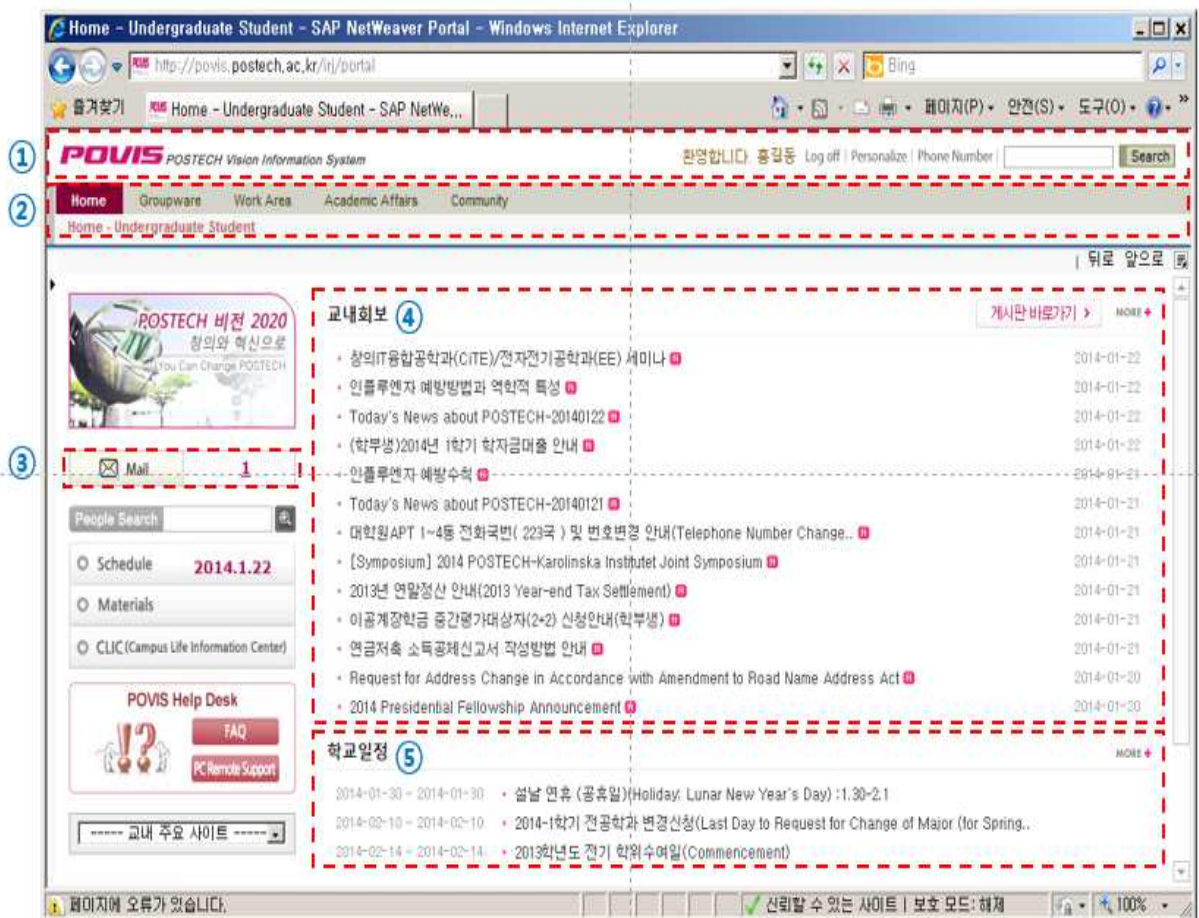 Home - Undergraduate Student - SAP NetWeaver Portal - Windows Internet Explorer
http://povis.postech.ac.kr/irj/portal
Bing
즐겨찾기
Home - Undergraduate Student - SAP NetWe...
페이지(P)
안전(S)
도구(O)
①
POVIS POSTECH Vision Information System
환영합니다 홍길동 Log off | Personalize | Phone Number |
Search
②
Home Groupware Work Area Academic Affairs Community
Home - Undergraduate Student
| 뒤로 앞으로
POSTECH 비전 2020
창의와 혁신으로
You Can Change POSTECH
③
Mail 1
People Search
Schedule 2014.1.22
Materials
CLIC(Campus Life Information Center)
POVIS Help Desk
FAQ
PC Remote Support
----- 교내 주요 사이트 -----
교내회보 ④ 게시판 바로가기 > MORE +
창의IT융합공학과(CiTE)/전자전기공학과(EE) 세미나 N 2014-01-22
인플루엔자 예방방법과 역학적 특성 N 2014-01-22
Today's News about POSTECH-20140122 N 2014-01-22
(학부생)2014년 1학기 학자금대출 안내 N 2014-01-22
인플루엔자 예방수칙 N 2014-01-21
Today's News about POSTECH-20140121 N 2014-01-21
대학원APT 1~4동 전화국번( 223국 ) 및 번호변경 안내(Telephone Number Change.. N 2014-01-21
[Symposium] 2014 POSTECH-Karolinska Institutet Joint Symposium N 2014-01-21
2013년 연말정산 안내(2013 Year-end Tax Settlement) N 2014-01-21
이공계장학금 중간평가대상자(2+2) 신청안내(학부생) N 2014-01-21
연금저축 소득공제신고서 작성방법 안내 N 2014-01-21
Request for Address Change in Accordance with Amendment to Road Name Address Act N 2014-01-20
2014 Presidential Fellowship Announcement N 2014-01-20
학교일정 ⑤ MORE +
2014-01-30 ~ 2014-01-30 설날 연휴 (공휴일)(Holiday: Lunar New Year's Day) :1.30-2.1
2014-02-10 ~ 2014-02-10 2014-1학기 전공학과 변경신청(Last Day to Request for Change of Major (for Spring..
2014-02-14 ~ 2014-02-14 2013학년도 전기 학위수여일(Commencement)
페이지에 오류가 있습니다.
신뢰할 수 있는 사이트 | 보호 모드: 해제
100%